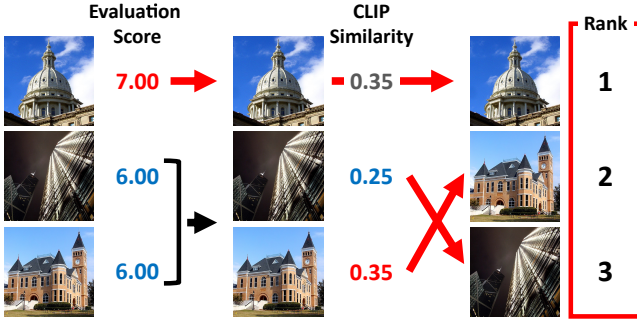 Evaluation
Score
CLIP
Similarity
Rank
7.00
0.35
1
6.00
0.25
2
6.00
0.35
3